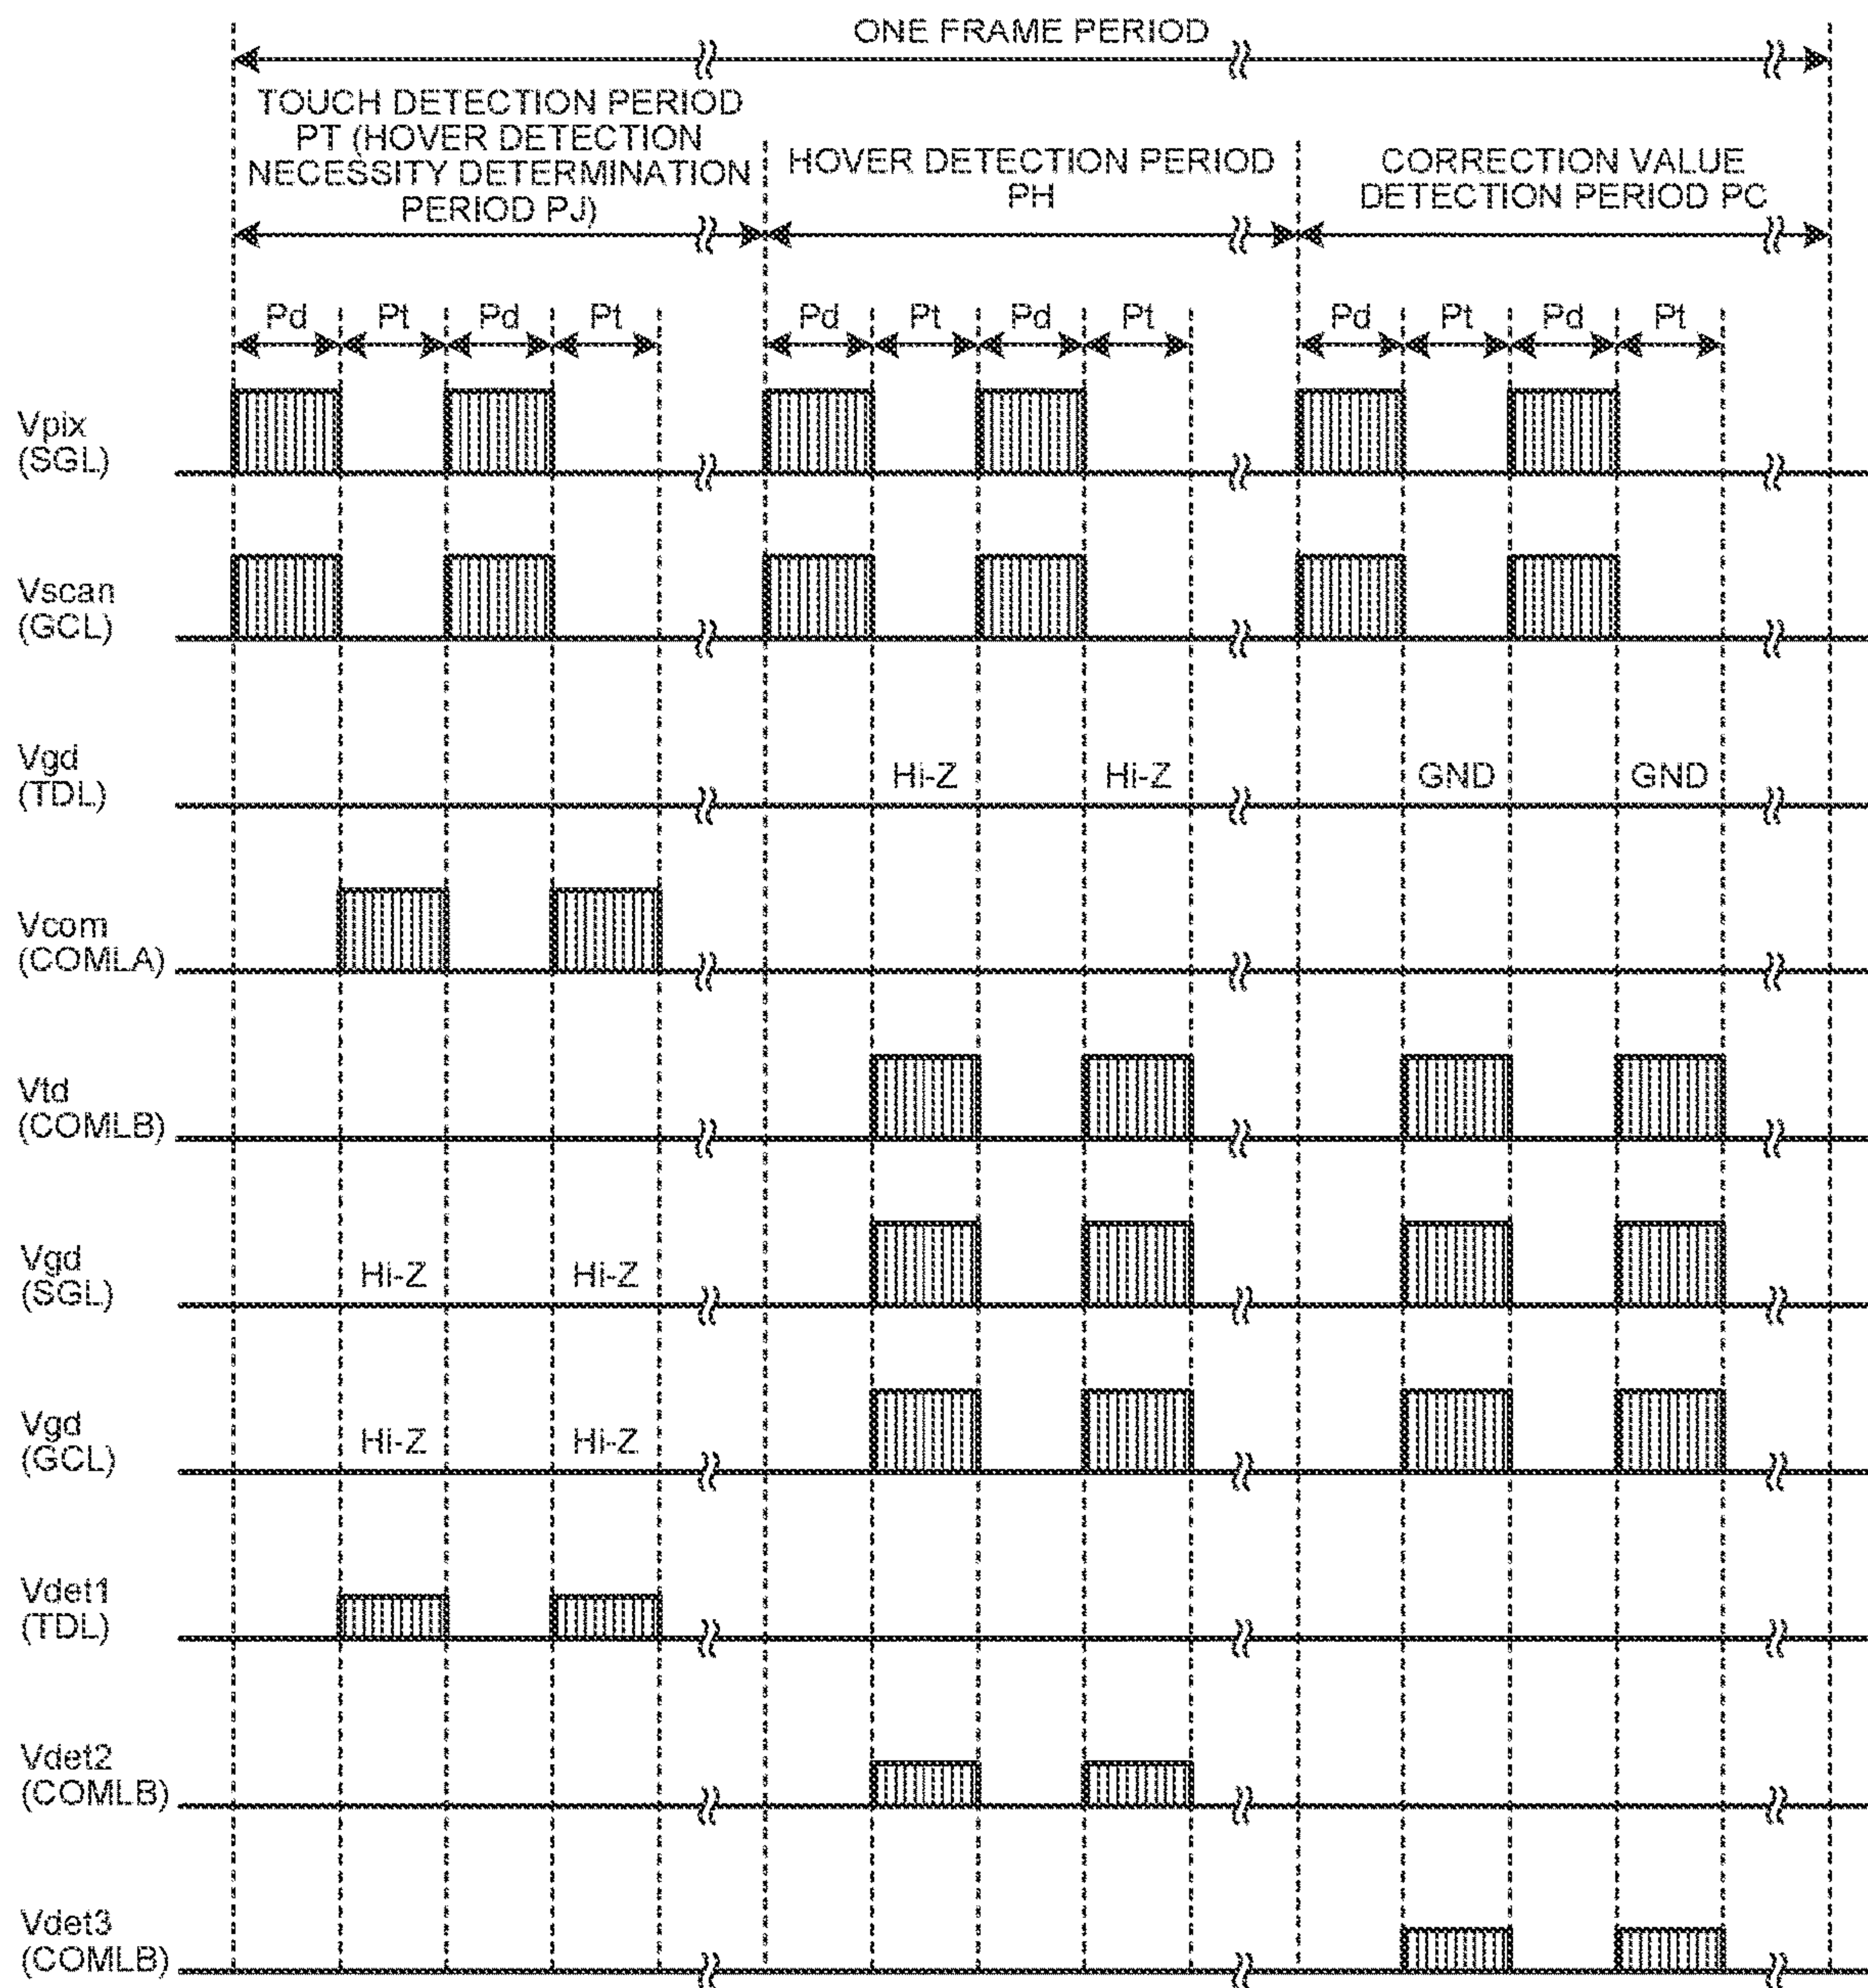 ONE FRAME PERIOD
TOUCH DETECTION PERIOD
PT (HOVER DETECTION
NECESSITY DETERMINATION
PERIOD PJ)
HOVER DETECTION PERIOD
PH
CORRECTION VALUE
DETECTION PERIOD PC
Pd Pt Pd Pt Pd Pt Pd Pt Pd Pt Pd Pt
Vpix
(SGL)
Vscan
(GCL)
Vgd
(TDL)
Hi-Z Hi-Z GND GND
Vcom
(COMLA)
Vtd
(COMLB)
Vgd
(SGL)
Hi-Z Hi-Z
Vgd
(GCL)
Hi-Z Hi-Z
Vdet1
(TDL)
Vdet2
(COMLB)
Vdet3
(COMLB)